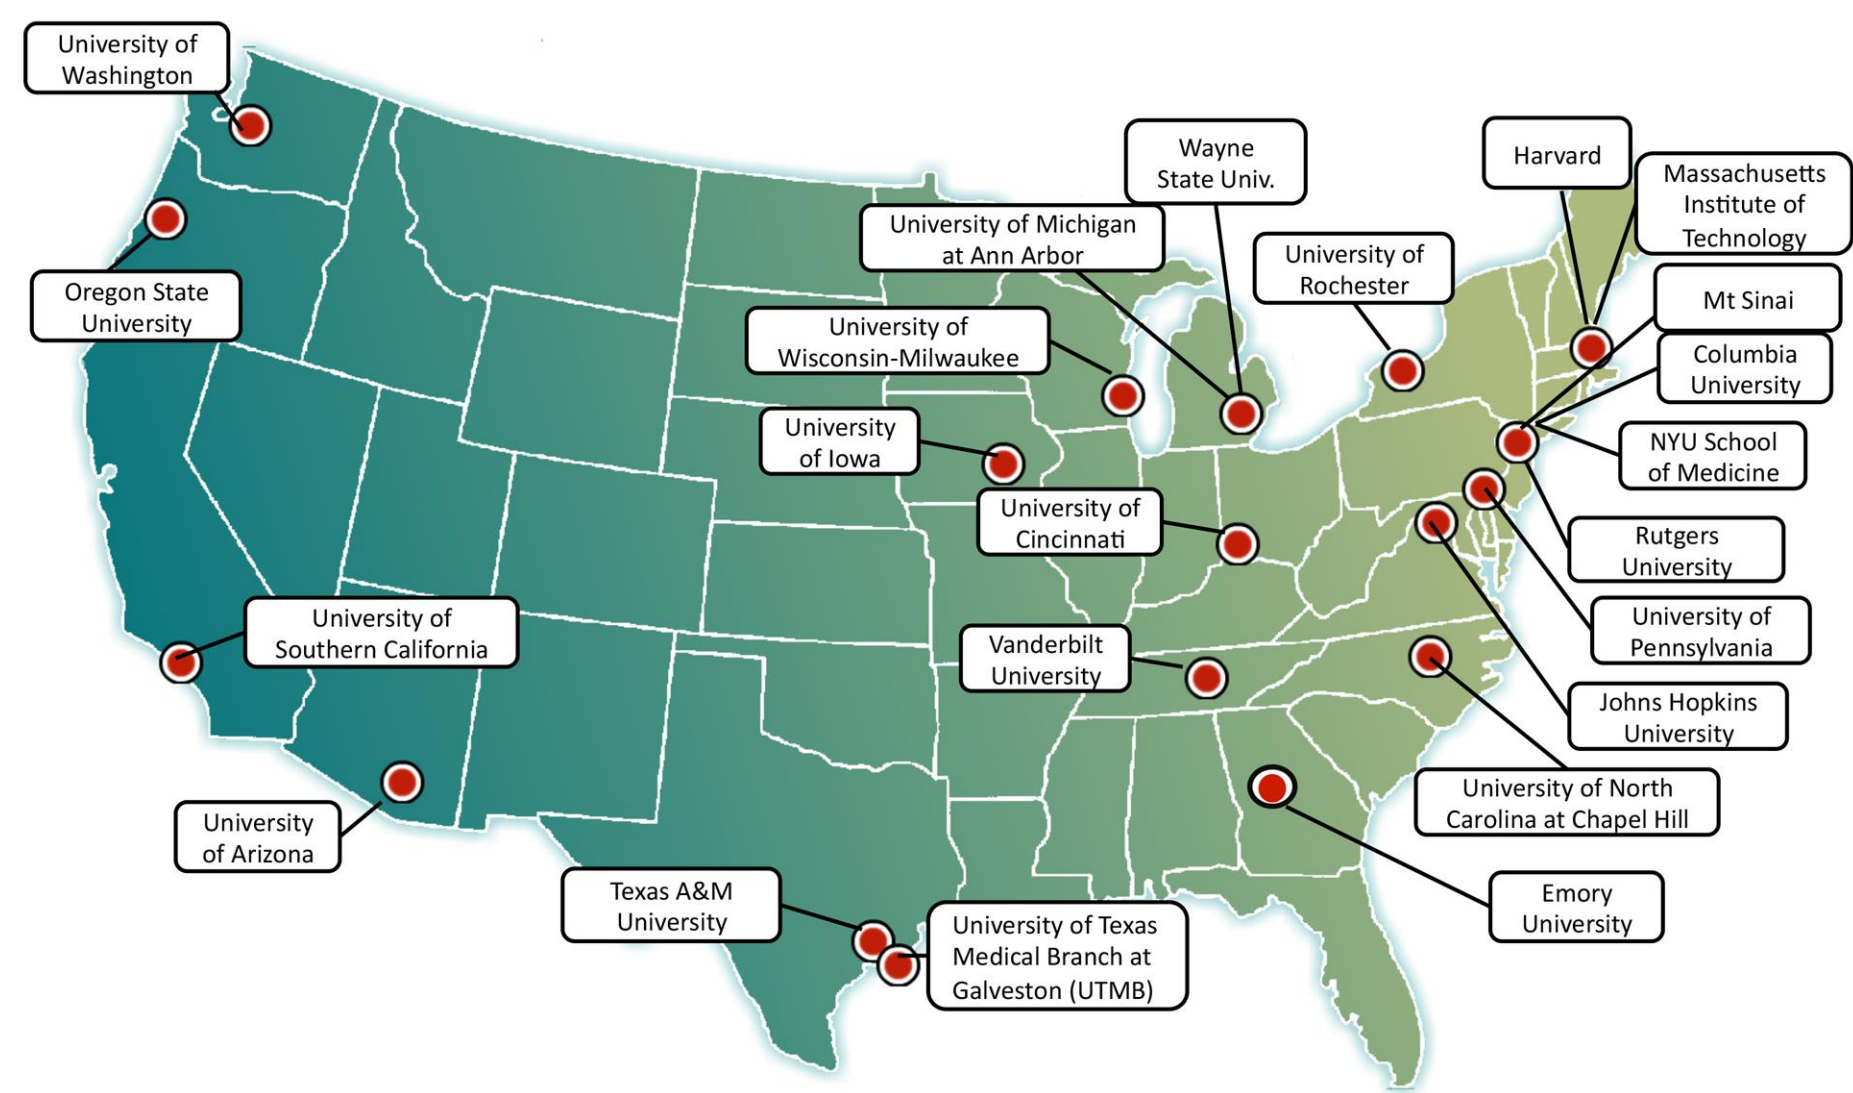 University of
Washington
Oregon State
University
University of
Southern California
University
of Arizona
Texas A&M
University
University of Texas
Medical Branch at
Galveston (UTMB)
University
of Iowa
University of
Wisconsin-Milwaukee
University of Michigan
at Ann Arbor
Wayne
State Univ.
University of
Cincinnati
Vanderbilt
University
University of
Rochester
Harvard
Massachusetts
Institute of
Technology
Mt Sinai
Columbia
University
NYU School
of Medicine
Rutgers
University
University of
Pennsylvania
Johns Hopkins
University
University of North
Carolina at Chapel Hill
Emory
University